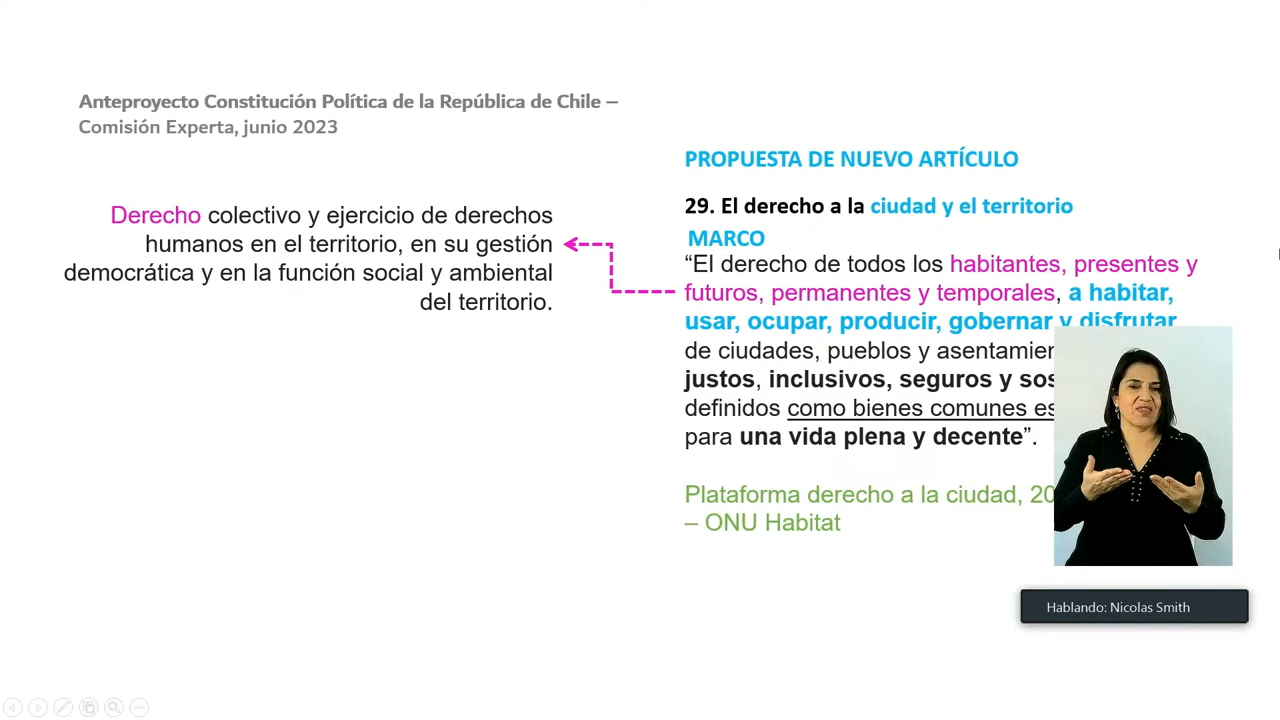 Anteproyecto Constitución Política de la República de Chile –
Comisión Experta, junio 2023
Derecho colectivo y ejercicio de derechos
humanos en el territorio, en su gestión
democrática y en la función social y ambiental
del territorio.
PROPUESTA DE NUEVO ARTÍCULO
29. El derecho a la ciudad y el territorio
MARCO
“El derecho de todos los habitantes, presentes y
futuros, permanentes y temporales, a habitar,
usar, ocupar, producir, gobernar y disfrutar
de ciudades, pueblos y
justos, inclusivos, seguros y
definidos como bienes comunes
para una vida plena y decente”.
Plataforma derecho a la ciudad,
– ONU Habitat
Hablando: Nicolas Smith